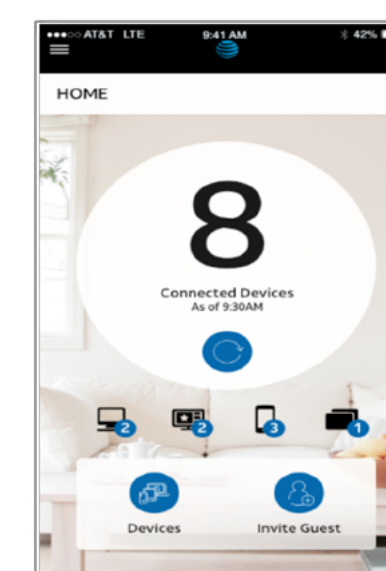 AT&T LTE 9:41 AM 42%
HOME
8
Connected Devices
As of 9:30AM
2 2 3 1
Devices Invite Guest